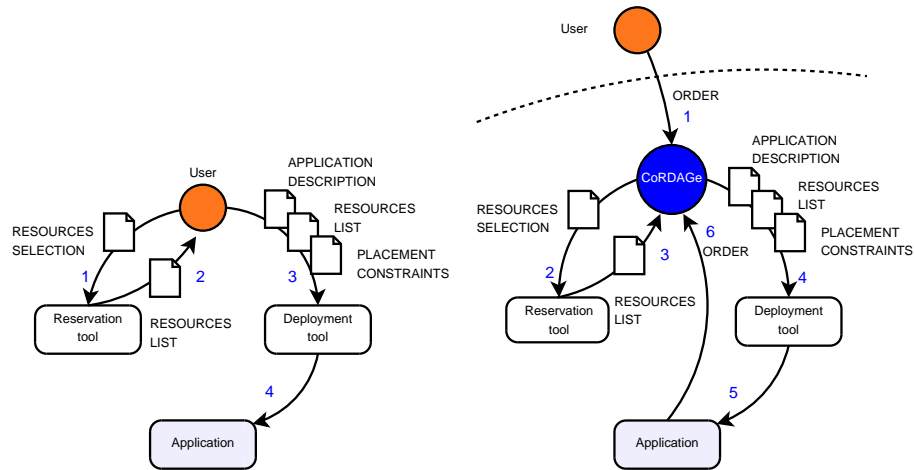 User
APPLICATION
DESCRIPTION
RESOURCES
LIST
PLACEMENT
CONSTRAINTS
RESOURCES
SELECTION
1
2
3
Reservation
tool
RESOURCES
LIST
Deployment
tool
4
Application
User
ORDER
1
CoRDAGe
APPLICATION
DESCRIPTION
RESOURCES
LIST
PLACEMENT
CONSTRAINTS
RESOURCES
SELECTION
6
ORDER
2
3
4
Reservation
tool
RESOURCES
LIST
Deployment
tool
5
Application